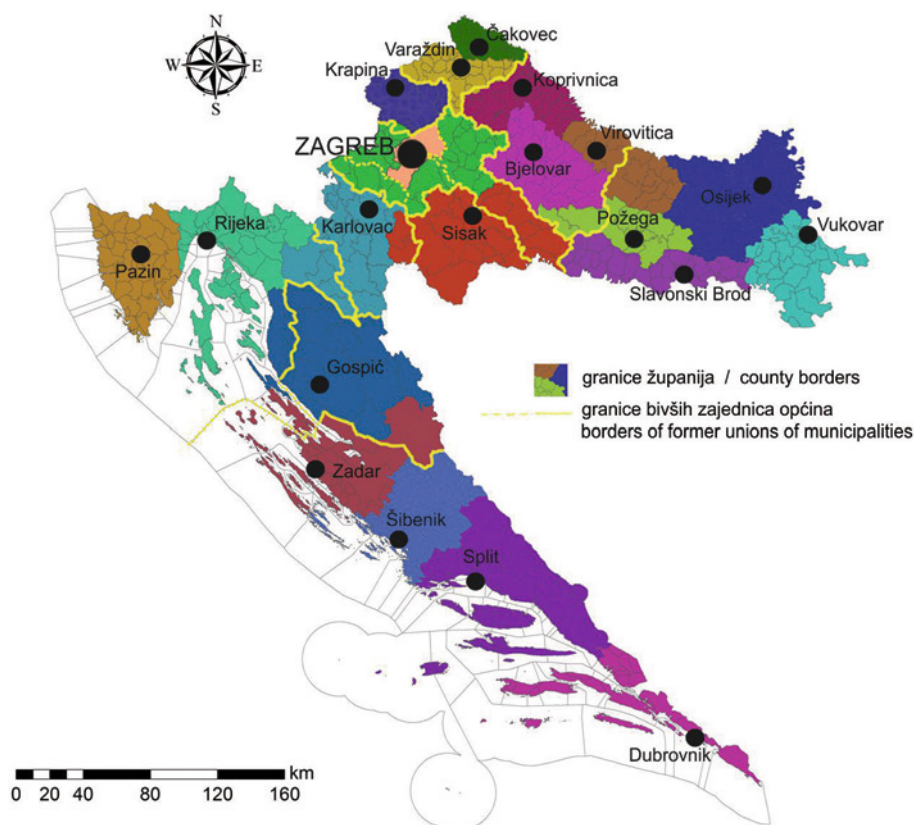 N
W E
S
Čakovec
Varaždin
Krapina
Koprivnica
Virovitica
ZAGREB
Bjelovar
Osijek
Rijeka
Karlovac
Sisak
Požega
Vukovar
Pazin
Slavonski Brod
Gospič
granice županija / county borders
granice bivših zajednica općina
borders of former unions of municipalities
Zadar
Šibenik
Split
Dubrovnik
km
0 20 40 80 120 160